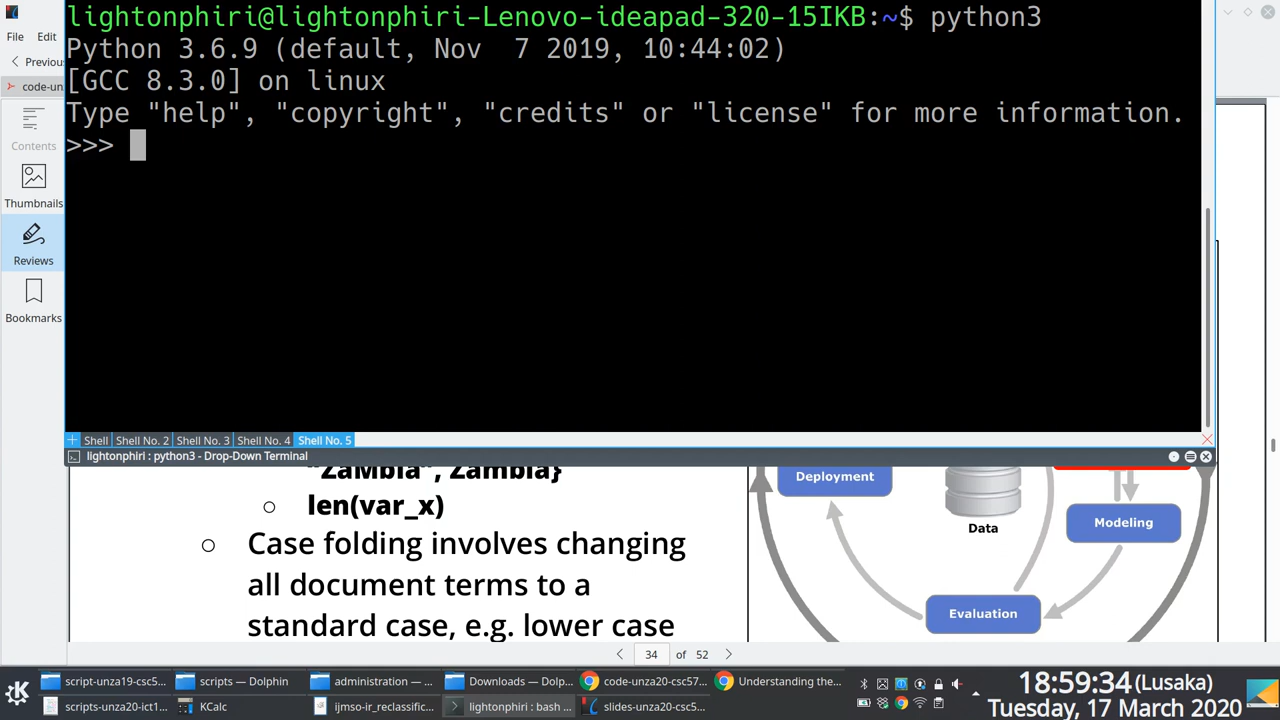 lightonphiri@lightonphiri-Lenovo-ideapad-320-15IKB:~$ python3
Python 3.6.9 (default, Nov  7 2019, 10:44:02)
[GCC 8.3.0] on linux
Type "help", "copyright", "credits" or "license" for more information.
>>>
File Edit
Previou
code-un
Contents
Thumbnails
Reviews
Bookmarks
Shell Shell No. 2 Shell No. 3 Shell No. 4 Shell No. 5
lightonphiri : python3 - Drop-Down Terminal
"ZaMbIa", Zambia}
○ len(var_x)
○ Case folding involves changing
all document terms to a
standard case, e.g. lower case
Deployment
Data
Modeling
Evaluation
34 of 52
script-unza19-csc5... scripts — Dolphin administration — ... Downloads — Dolp... code-unza20-csc57... Understanding the...
scripts-unza20-ict1... KCalc ijmso-ir_reclassific... lightonphiri : bash ... slides-unza20-csc5...
18:59:34 (Lusaka)
Tuesday, 17 March 2020